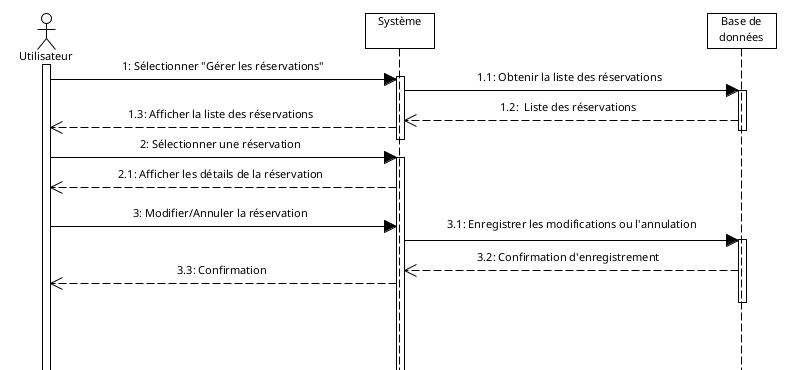 Système
Base de
données
Utilisateur
1: Sélectionner "Gérer les réservations"
1.1: Obtenir la liste des réservations
1.2: Liste des réservations
1.3: Afficher la liste des réservations
2: Sélectionner une réservation
2.1: Afficher les détails de la réservation
3: Modifier/Annuler la réservation
3.1: Enregistrer les modifications ou l'annulation
3.2: Confirmation d'enregistrement
3.3: Confirmation